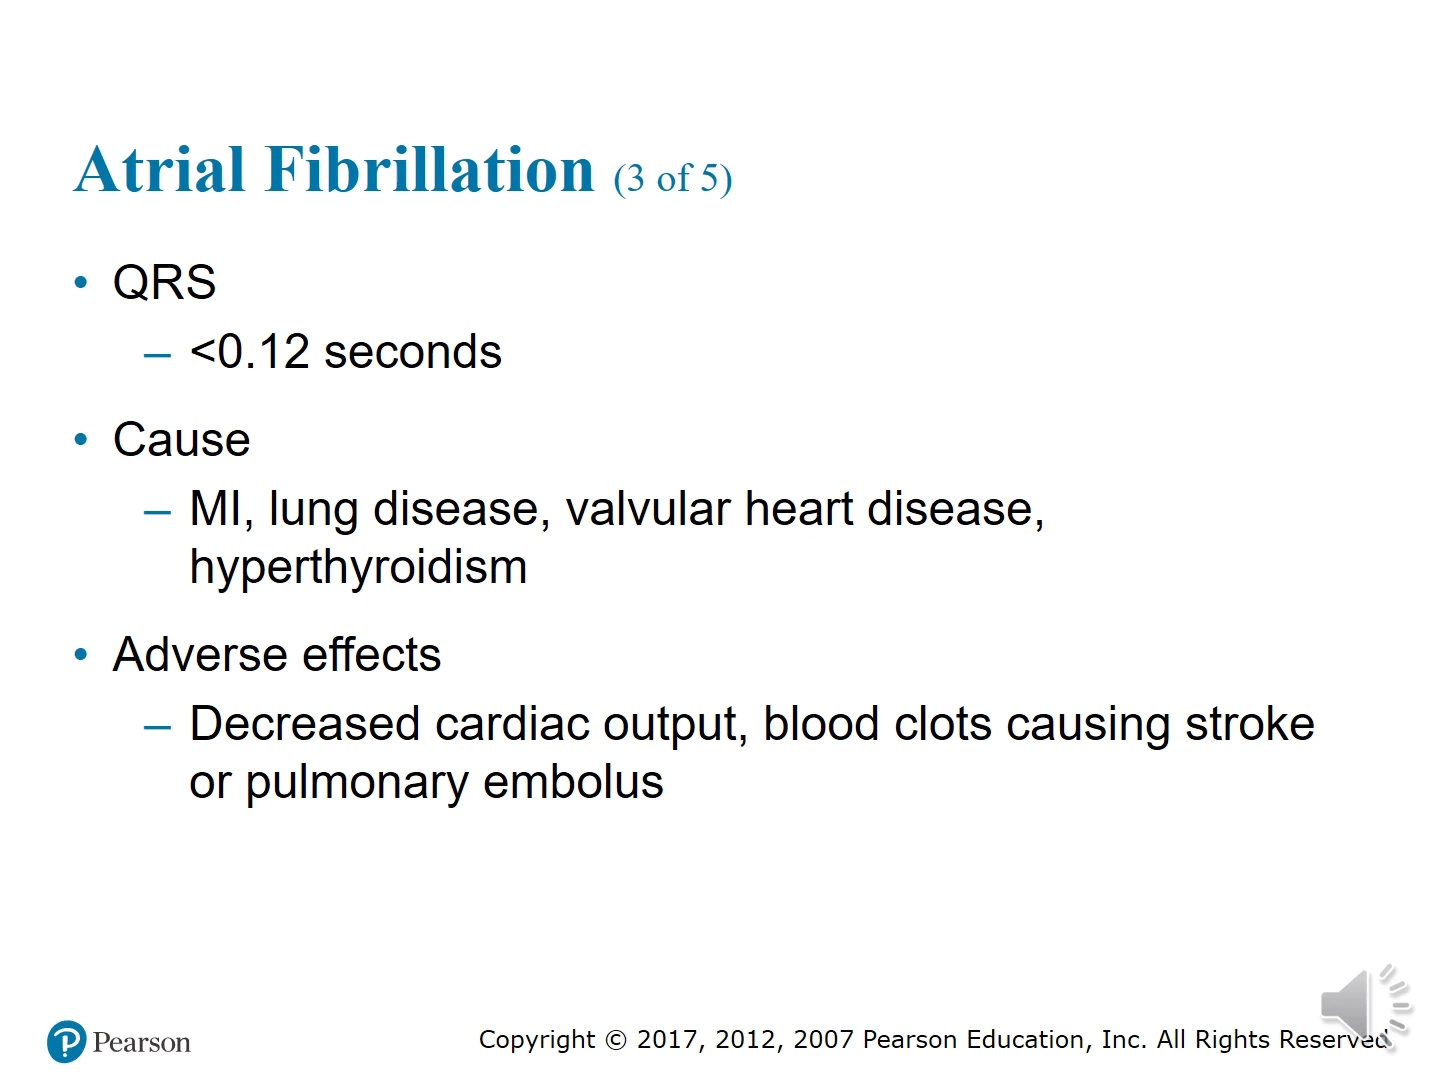 Atrial Fibrillation (3 of 5)
• QRS
– <0.12 seconds
• Cause
– MI, lung disease, valvular heart disease,
hyperthyroidism
• Adverse effects
– Decreased cardiac output, blood clots causing stroke
or pulmonary embolus
Pearson
Copyright © 2017, 2012, 2007 Pearson Education, Inc. All Rights Reserved